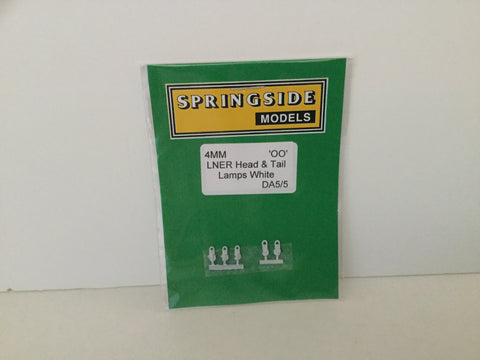 SPRINGSIDE
MODELS
4MM 'OO'
LNER Head & Tail
Lamps White
DA5/5